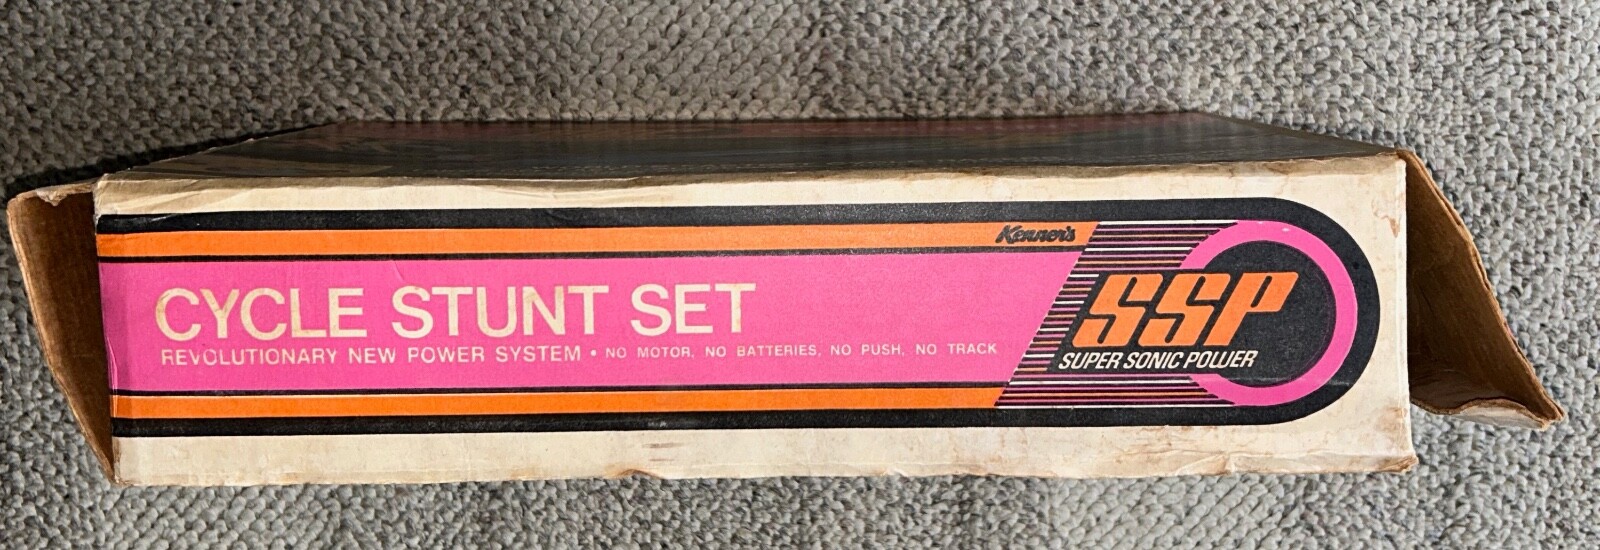 Kenner's
CYCLE STUNT SET
REVOLUTIONARY NEW POWER SYSTEM • NO MOTOR, NO BATTERIES, NO PUSH, NO TRACK
SSP
SUPER SONIC POWER